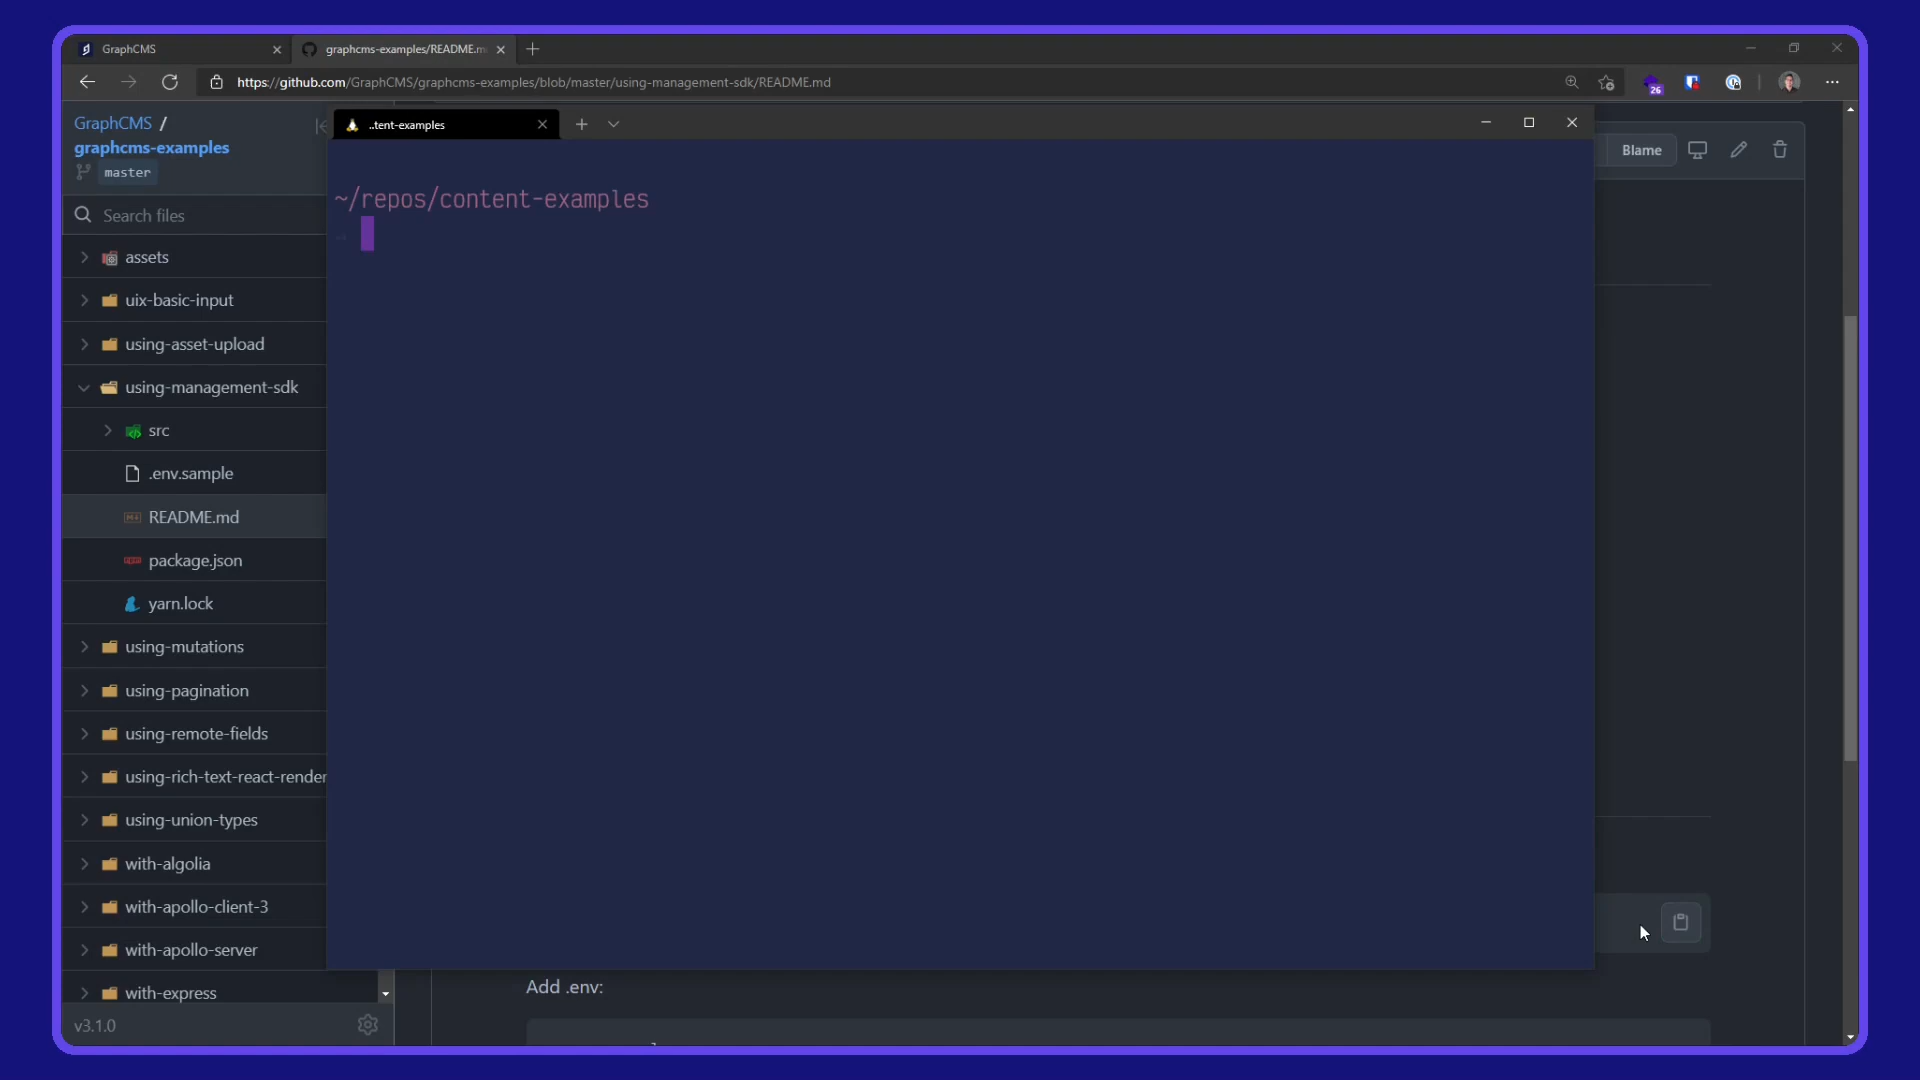 GraphCMS
graphcms-examples/README.m
https://github.com/GraphCMS/graphcms-examples/blob/master/using-management-sdk/README.md
26
GraphCMS /
graphcms-examples
master
Search files
assets
uix-basic-input
using-asset-upload
using-management-sdk
src
.env.sample
README.md
package.json
yarn.lock
using-mutations
using-pagination
using-remote-fields
using-rich-text-react-render
using-union-types
with-algolia
with-apollo-client-3
with-apollo-server
with-express
v3.1.0
..tent-examples
~/repos/content-examples
Blame
Add .env: